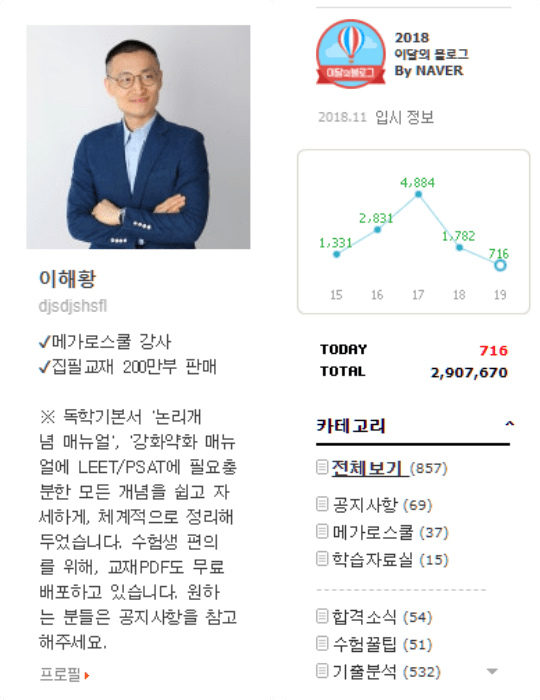 이해황
djsdjshsfl
✓메가로스쿨 강사
✓집필교재 200만부 판매
※ 독학기본서 '논리개
념 매뉴얼', '강화약화 매뉴
얼에 LEET/PSAT에 필요충
분한 모든 개념을 쉽고 자
세하게, 체계적으로 정리해
두었습니다. 수험생 편의
를 위해, 교재PDF도 무료
배포하고 있습니다. 원하
는 분들은 공지사항을 참고
해주세요.
프로필
이달의블로그
2018
이달의 블로그
By NAVER
2018.11 입시 정보
4,884
2,831
1,331
1,782
716
15 16 17 18 19
TODAY 716
TOTAL 2,907,670
카테고리
전체보기 (857)
공지사항 (69)
메가로스쿨 (37)
학습자료실 (15)
합격소식 (54)
수험꿀팁 (51)
기출분석 (532)